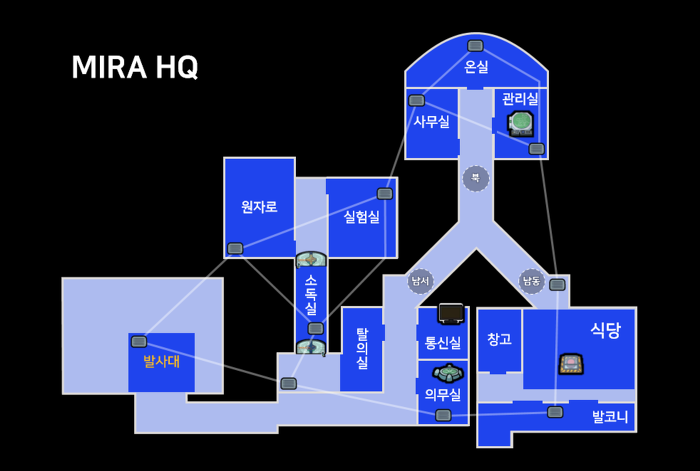 MIRA HQ
온실
사무실
관리실
북
원자로
실험실
남서
남동
소독실
탈의실
통신실
창고
식당
발사대
의무실
발코니